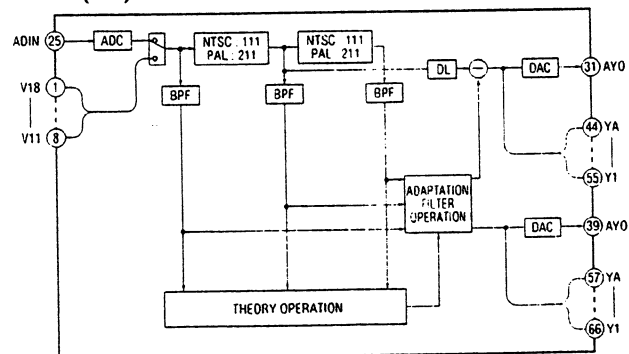 ADIN 25 ADC NTSC : 111 NTSC 111
PAL : 211 PAL 211
DL − DAC 31 AYO
V18 1 BPF BPF BPF
V11 8
44 YA
55 Y1
ADAPTATION
FILTER
OPERATION
DAC 39 AYO
57 YA
THEORY OPERATION
66 Y1